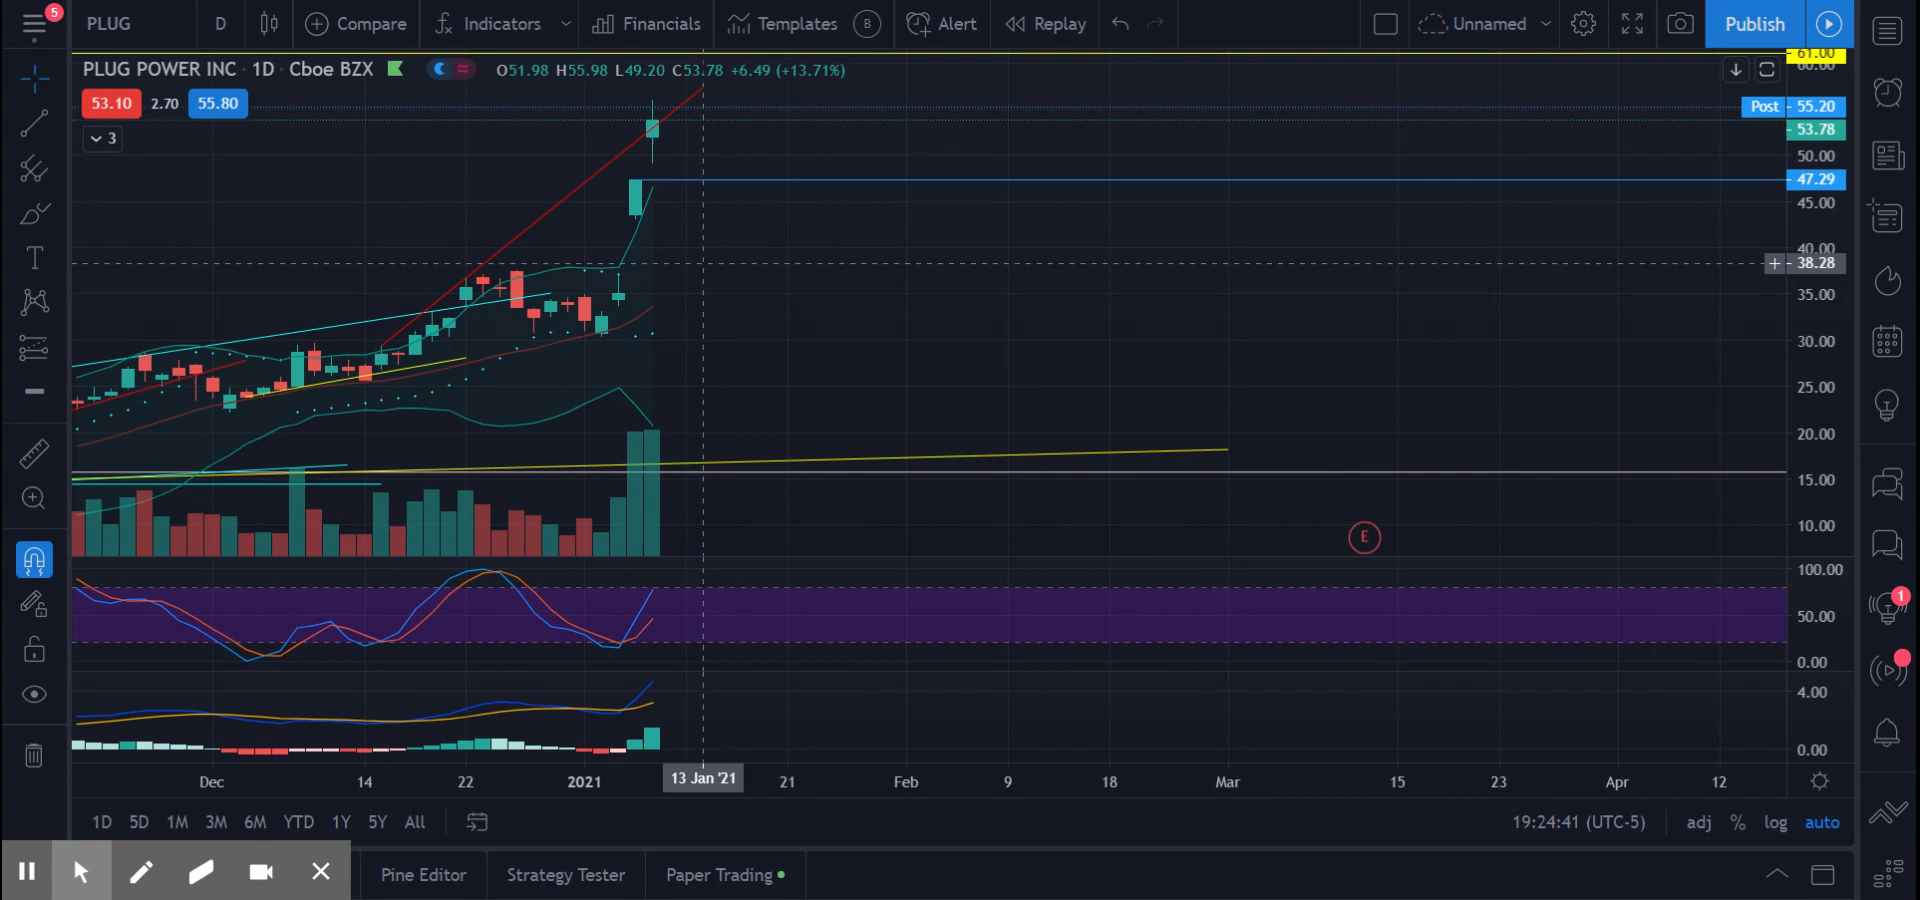 5
PLUG
D
Compare
Indicators
Financials
Templates
B
Alert
Replay
Unnamed
Publish
PLUG POWER INC · 1D · Cboe BZX
O51.98 H55.98 L49.20 C53.78 +6.49 (+13.71%)
53.10 2.70 55.80
3
61.00
60.00
Post 55.20
53.78
50.00
47.29
45.00
40.00
38.28
35.00
30.00
25.00
20.00
15.00
10.00
E
100.00
50.00
0.00
4.00
0.00
1
Dec 14 22 2021 13 Jan '21 21 Feb 9 18 Mar 15 23 Apr 12
1D 5D 1M 3M 6M YTD 1Y 5Y All
19:24:41 (UTC-5) adj % log auto
Pine Editor Strategy Tester Paper Trading